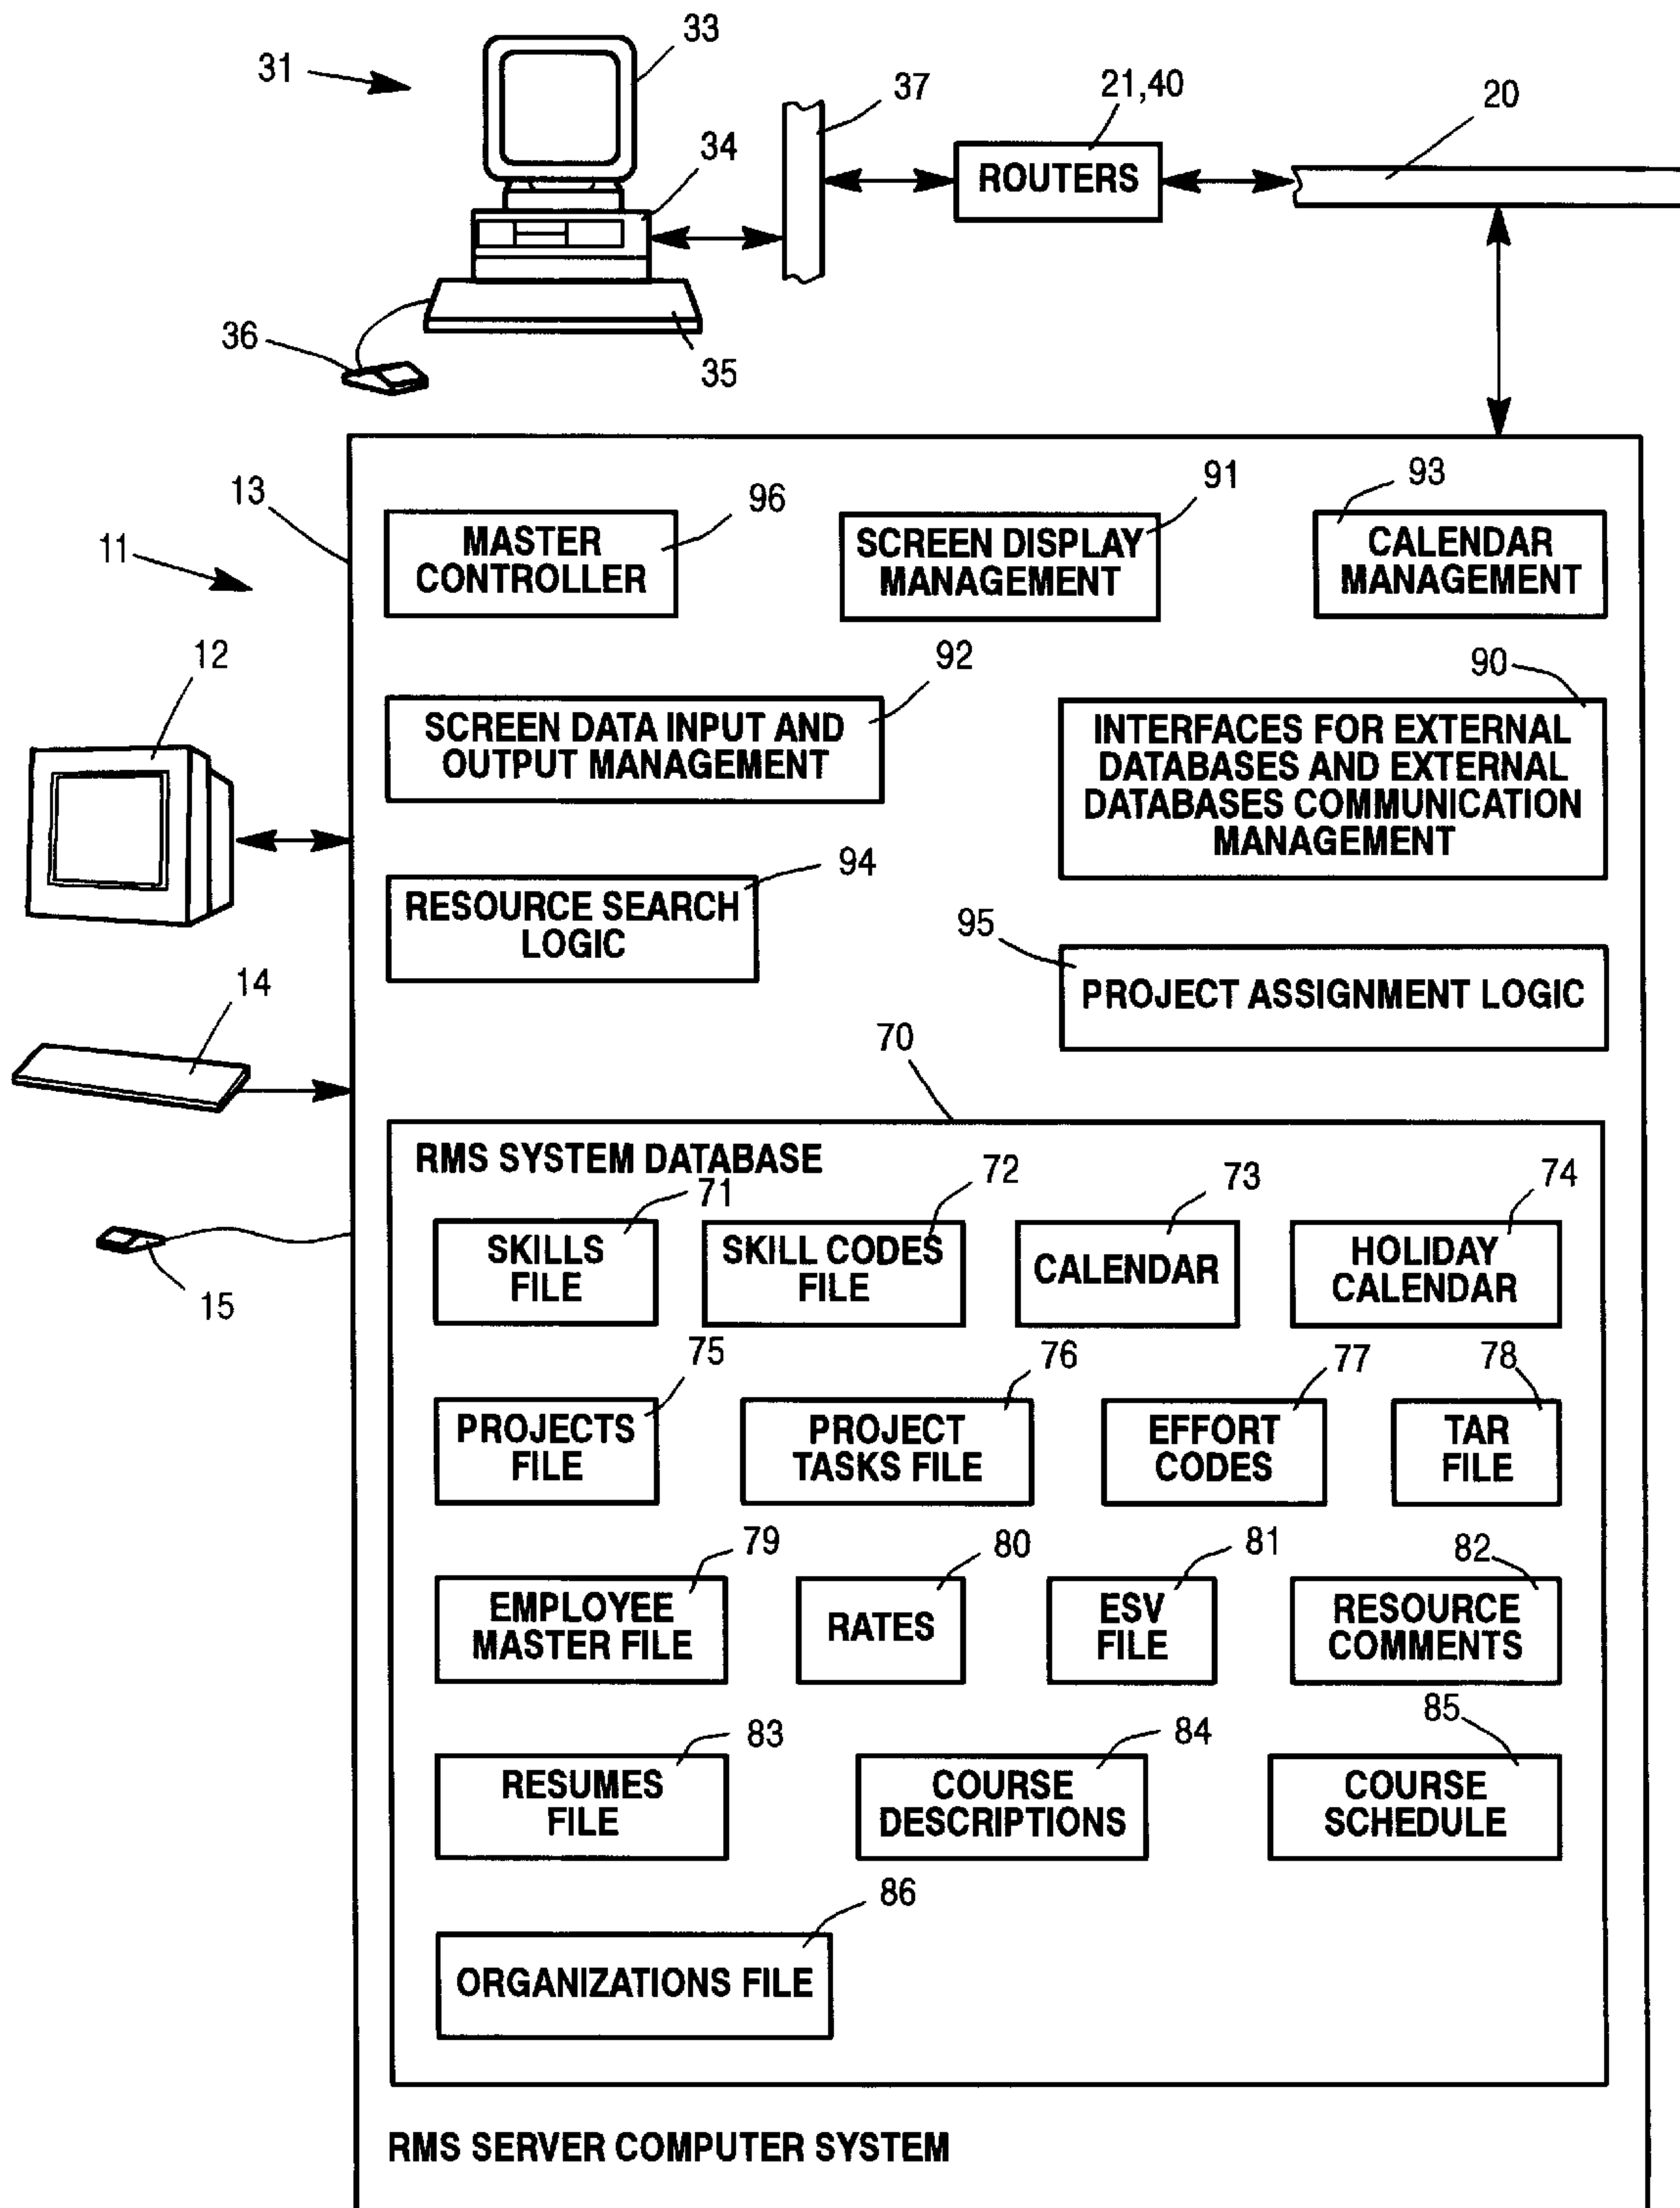 33
31
37
21,40
20
34
ROUTERS
36
35
13
96
91
93
11
MASTER
CONTROLLER
SCREEN DISPLAY
MANAGEMENT
CALENDAR
MANAGEMENT
12
92
90
SCREEN DATA INPUT AND
OUTPUT MANAGEMENT
INTERFACES FOR EXTERNAL
DATABASES AND EXTERNAL
DATABASES COMMUNICATION
MANAGEMENT
94
RESOURCE SEARCH
LOGIC
95
PROJECT ASSIGNMENT LOGIC
14
70
RMS SYSTEM DATABASE
71
72
73
74
SKILLS
FILE
SKILL CODES
FILE
CALENDAR
HOLIDAY
CALENDAR
15
75
76
77
78
PROJECTS
FILE
PROJECT
TASKS FILE
EFFORT
CODES
TAR
FILE
79
80
81
82
EMPLOYEE
MASTER FILE
RATES
ESV
FILE
RESOURCE
COMMENTS
83
84
85
RESUMES
FILE
COURSE
DESCRIPTIONS
COURSE
SCHEDULE
86
ORGANIZATIONS FILE
RMS SERVER COMPUTER SYSTEM